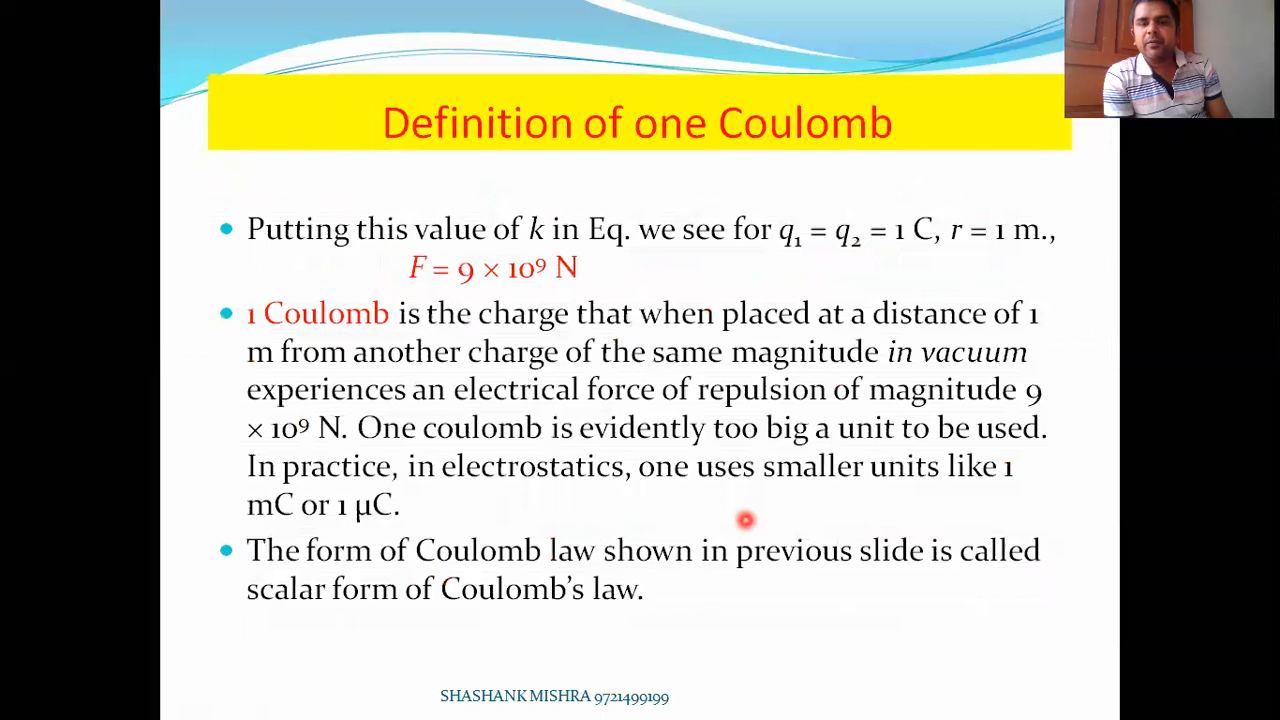 Definition of one Coulomb
• Putting this value of k in Eq. we see for q₁ = q₂ = 1 C, r = 1 m.,
F = 9 × 10⁹ N
• 1 Coulomb is the charge that when placed at a distance of 1
m from another charge of the same magnitude in vacuum
experiences an electrical force of repulsion of magnitude 9
× 10⁹ N. One coulomb is evidently too big a unit to be used.
In practice, in electrostatics, one uses smaller units like 1
mC or 1 μC.
• The form of Coulomb law shown in previous slide is called
scalar form of Coulomb’s law.
SHASHANK MISHRA 9721499199